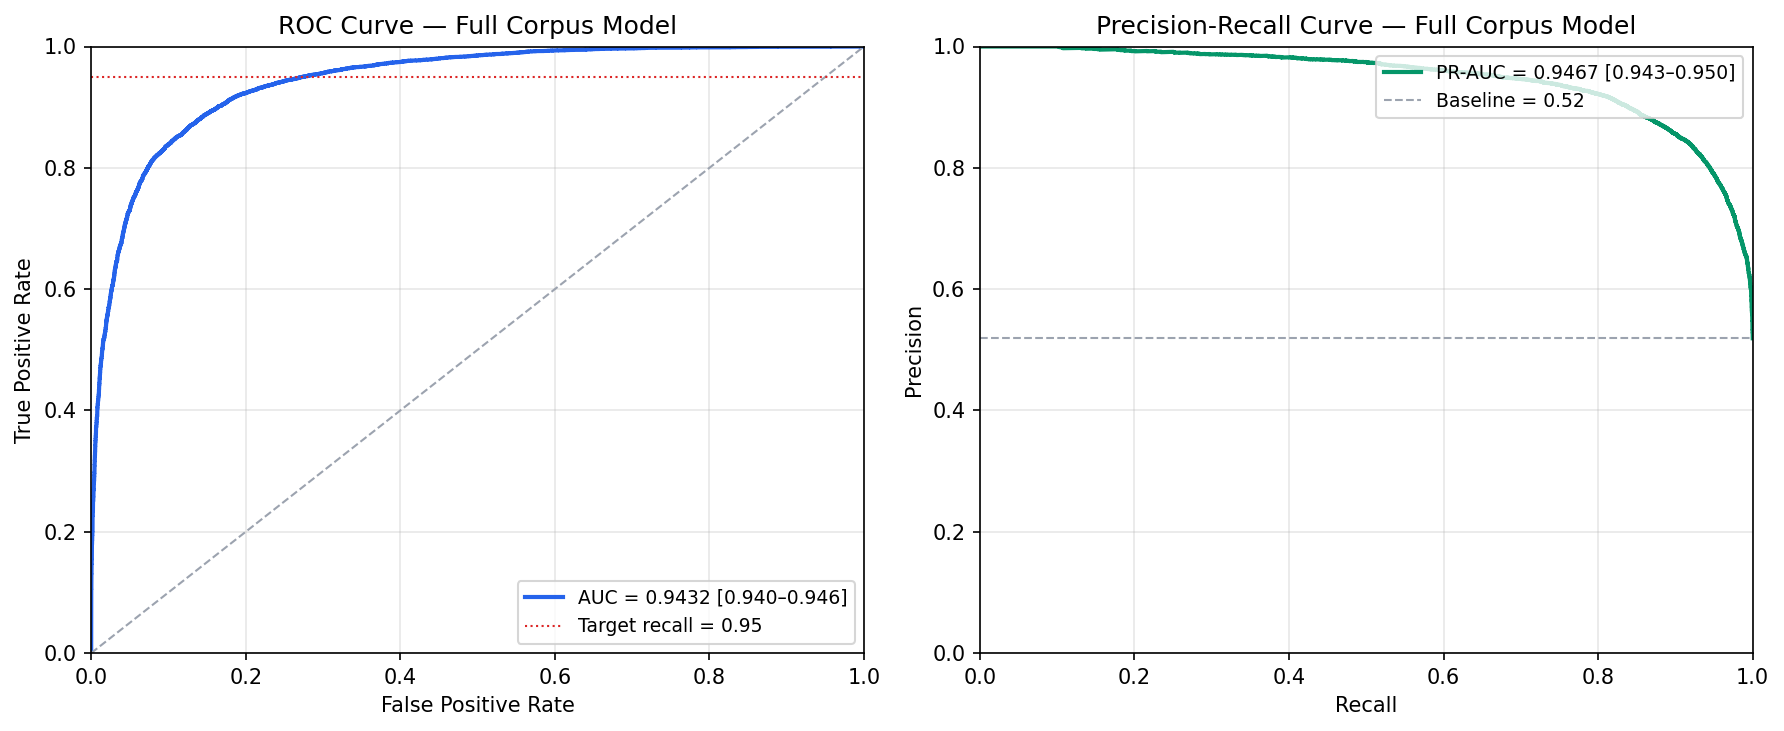 ROC Curve — Full Corpus Model
1.0
0.8
0.6
0.4
0.2
0.0
True Positive Rate
0.0 0.2 0.4 0.6 0.8 1.0
False Positive Rate
AUC = 0.9432 [0.940–0.946]
Target recall = 0.95
Precision-Recall Curve — Full Corpus Model
1.0
0.8
0.6
0.4
0.2
0.0
Precision
0.0 0.2 0.4 0.6 0.8 1.0
Recall
PR-AUC = 0.9467 [0.943–0.950]
Baseline = 0.52